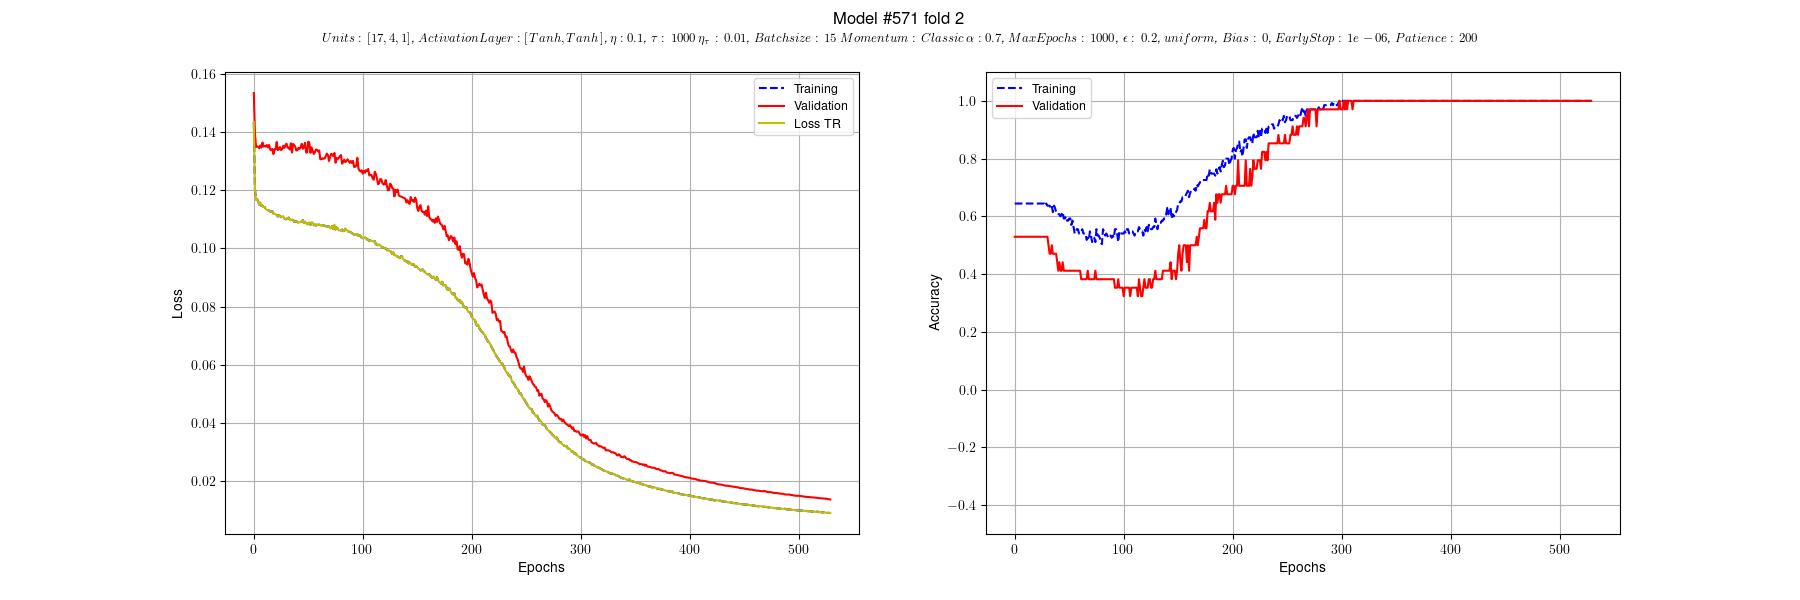 Model #571 fold 2
Units : [17, 4, 1], ActivationLayer : [Tanh, Tanh], η : 0.1, τ : 1000 η_τ : 0.01, Batchsize : 15 Momentum : Classic α : 0.7, MaxEpochs : 1000, ϵ : 0.2, uniform, Bias : 0, EarlyStop : 1e − 06, Patience : 200
0.16
0.14
0.12
0.10
0.08
0.06
0.04
0.02
Loss
0 100 200 300 400 500
Epochs
Training
Validation
Loss TR
1.0
0.8
0.6
0.4
0.2
0.0
−0.2
−0.4
Accuracy
0 100 200 300 400 500
Epochs
Training
Validation